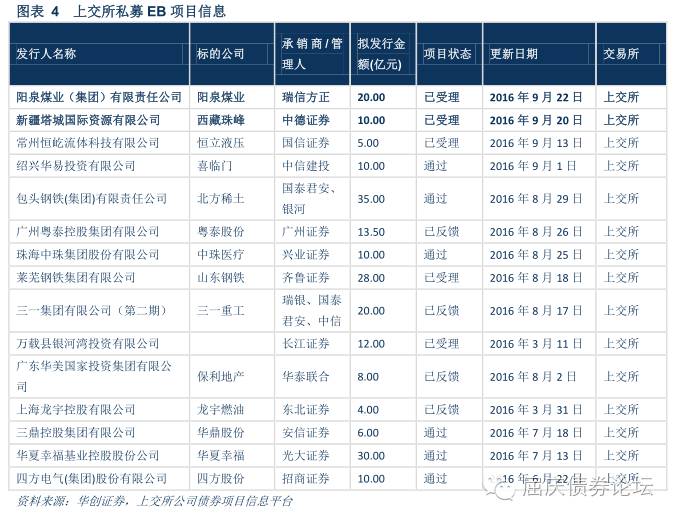 图表 4 上交所私募 EB 项目信息
发行人名称 标的公司 承销商/管理人 拟发行金额(亿元) 项目状态 更新日期 交易所
阳泉煤业（集团）有限责任公司 阳泉煤业 瑞信方正 20.00 已受理 2016 年 9 月 22 日 上交所
新疆塔城国际资源有限公司 西藏珠峰 中德证券 10.00 已受理 2016 年 9 月 20 日 上交所
常州恒屹流体科技有限公司 恒立液压 国信证券 5.00 已受理 2016 年 9 月 13 日 上交所
绍兴华易投资有限公司 喜临门 中信建投 10.00 通过 2016 年 9 月 1 日 上交所
包头钢铁(集团)有限责任公司 北方稀土 国泰君安、银河 35.00 通过 2016 年 8 月 29 日 上交所
广州粤泰控股集团有限公司 粤泰股份 广州证券 13.50 已反馈 2016 年 8 月 26 日 上交所
珠海中珠集团股份有限公司 中珠医疗 兴业证券 10.00 通过 2016 年 8 月 25 日 上交所
莱芜钢铁集团有限公司 山东钢铁 齐鲁证券 28.00 已受理 2016 年 8 月 18 日 上交所
三一集团有限公司（第二期） 三一重工 瑞银、国泰君安、中信 20.00 已反馈 2016 年 8 月 17 日 上交所
万载县银河湾投资有限公司 长江证券 12.00 已受理 2016 年 3 月 11 日 上交所
广东华美国家投资集团有限公司 保利地产 华泰联合 8.00 已反馈 2016 年 8 月 2 日 上交所
上海龙宇控股有限公司 龙宇燃油 东北证券 4.00 已反馈 2016 年 3 月 31 日 上交所
三鼎控股集团有限公司 华鼎股份 安信证券 6.00 通过 2016 年 7 月 18 日 上交所
华夏幸福基业控股股份公司 华夏幸福 光大证券 30.00 通过 2016 年 7 月 13 日 上交所
四方电气(集团)股份有限公司 四方股份 招商证券 10.00 通过 2016 年 6 月 22 日 上交所
资料来源：华创证券，上交所公司债券项目信息平台
屈庆债券论坛